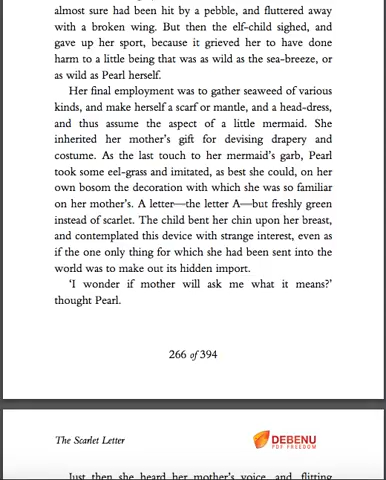 almost sure had been hit by a pebble, and fluttered away
with a broken wing. But then the elf-child sighed, and
gave up her sport, because it grieved her to have done
harm to a little being that was as wild as the sea-breeze, or
as wild as Pearl herself.
Her final employment was to gather seaweed of various
kinds, and make herself a scarf or mantle, and a head-dress,
and thus assume the aspect of a little mermaid. She
inherited her mother's gift for devising drapery and
costume. As the last touch to her mermaid's garb, Pearl
took some eel-grass and imitated, as best she could, on her
own bosom the decoration with which she was so familiar
on her mother's. A letter—the letter A—but freshly green
instead of scarlet. The child bent her chin upon her breast,
and contemplated this device with strange interest, even as
if the one only thing for which she had been sent into the
world was to make out its hidden import.
'I wonder if mother will ask me what it means?'
thought Pearl.
266 of 394
The Scarlet Letter
DEBENU
PDF FREEDOM
Just then she heard her mother's voice, and, flitting